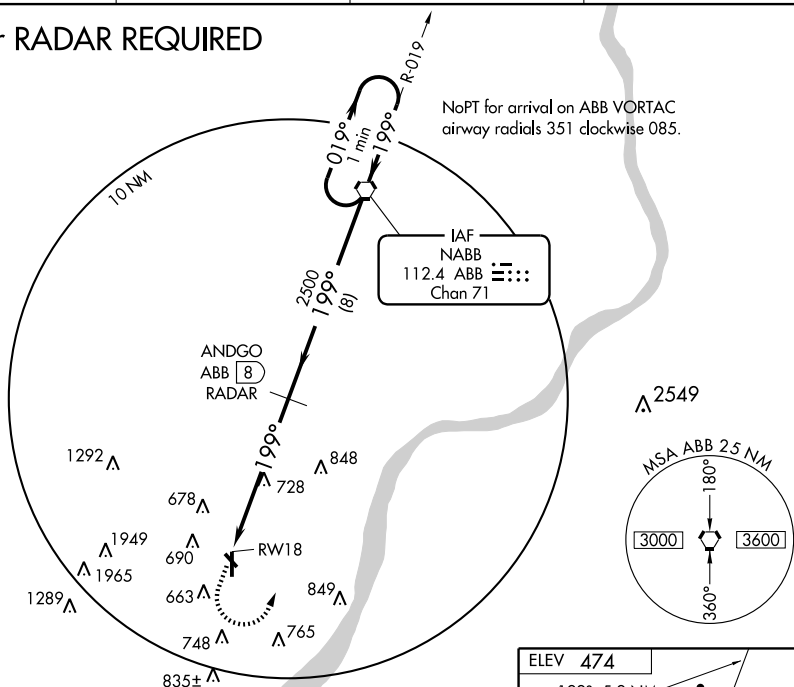 RADAR REQUIRED
R-019
NoPT for arrival on ABB VORTAC
airway radials 351 clockwise 085.
019°
1 min
199°
10 NM
IAF
NABB
112.4 ABB
Chan 71
2500
199°
(8)
ANDGO
ABB 8
RADAR
2549
199°
1292
848
728
678
MSA ABB 25 NM
180°
3000
3600
360°
1949
690
RW18
1965
1289
663
849
748
765
835±
ELEV 474